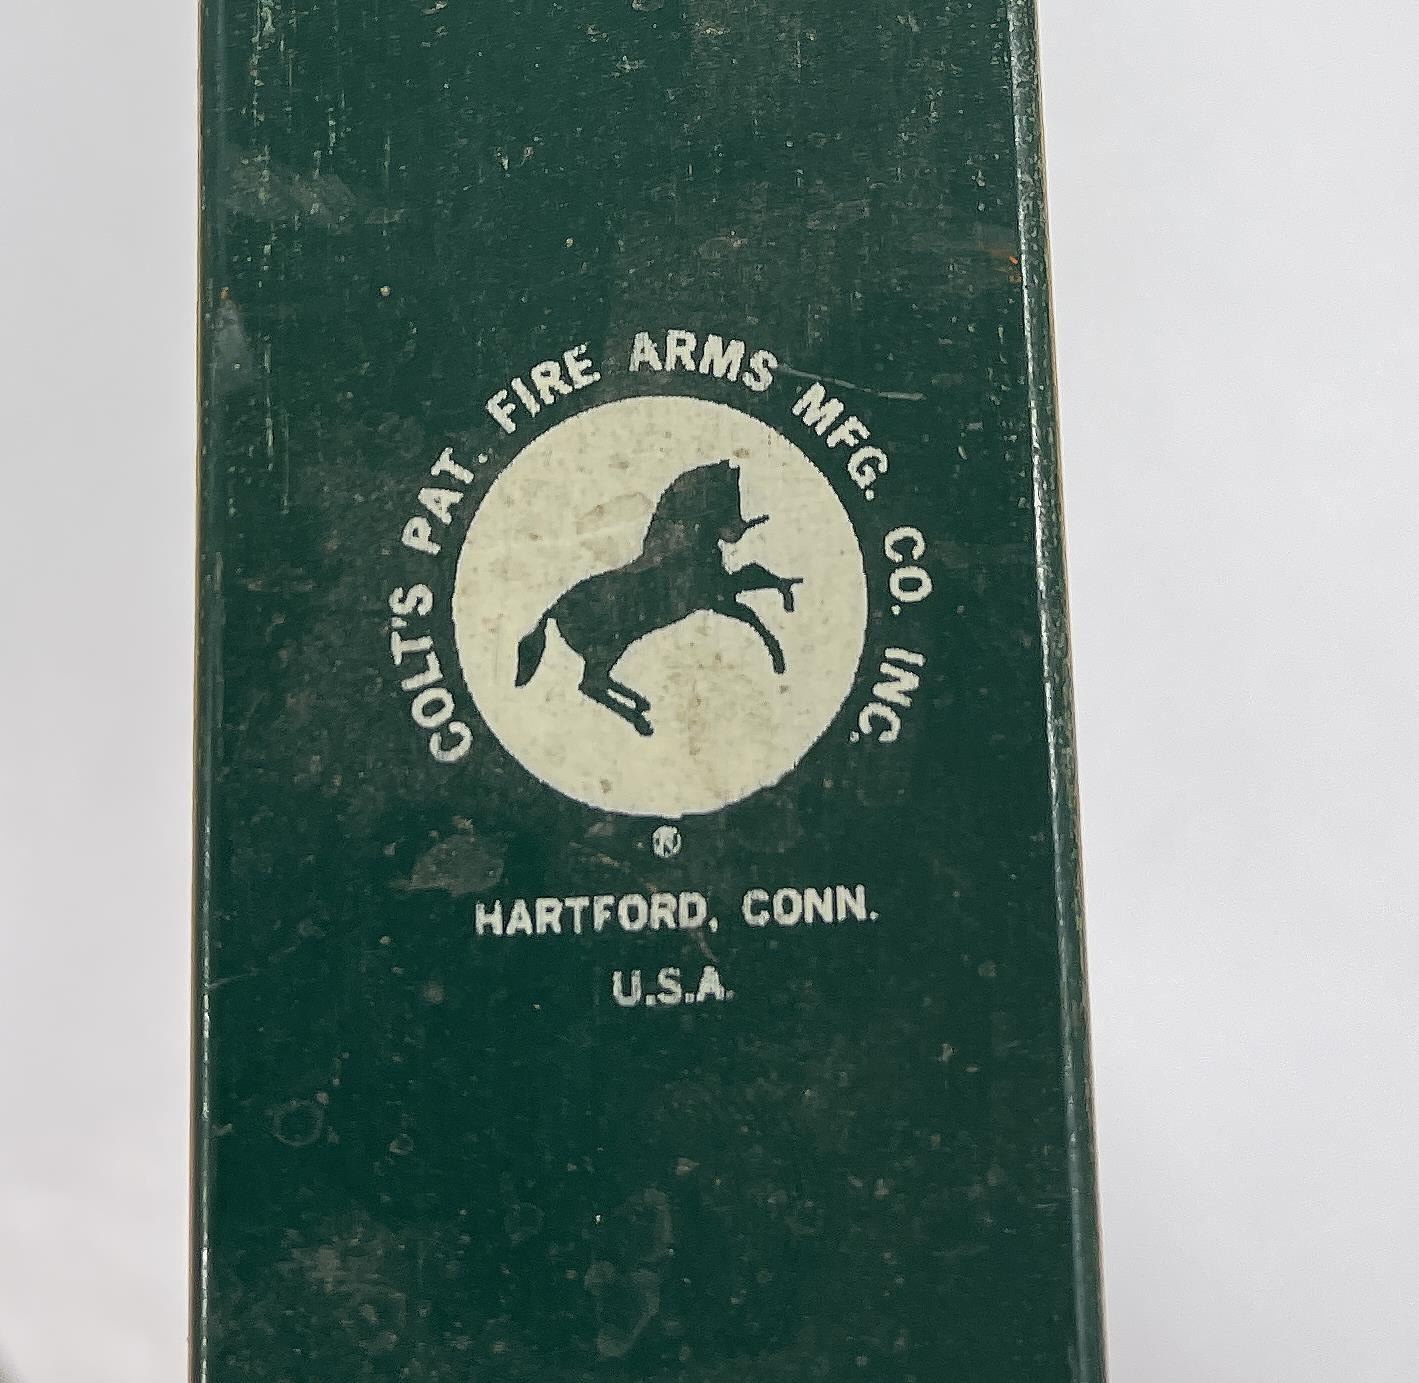 COLT'S PAT. FIRE ARMS MFG. CO. INC.
®
HARTFORD, CONN.
U.S.A.